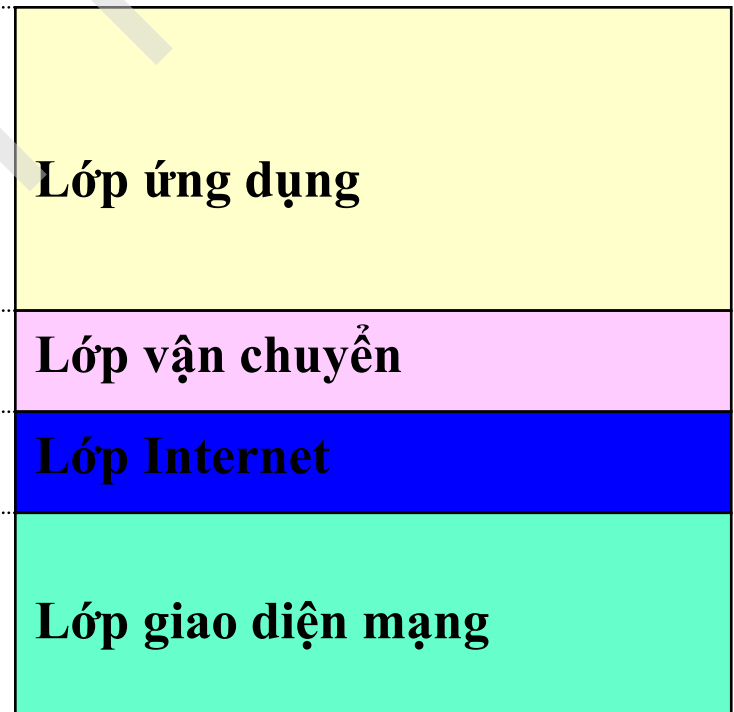 Lớp ứng dụng
Lớp vận chuyển
Lớp Internet
Lớp giao diện mạng